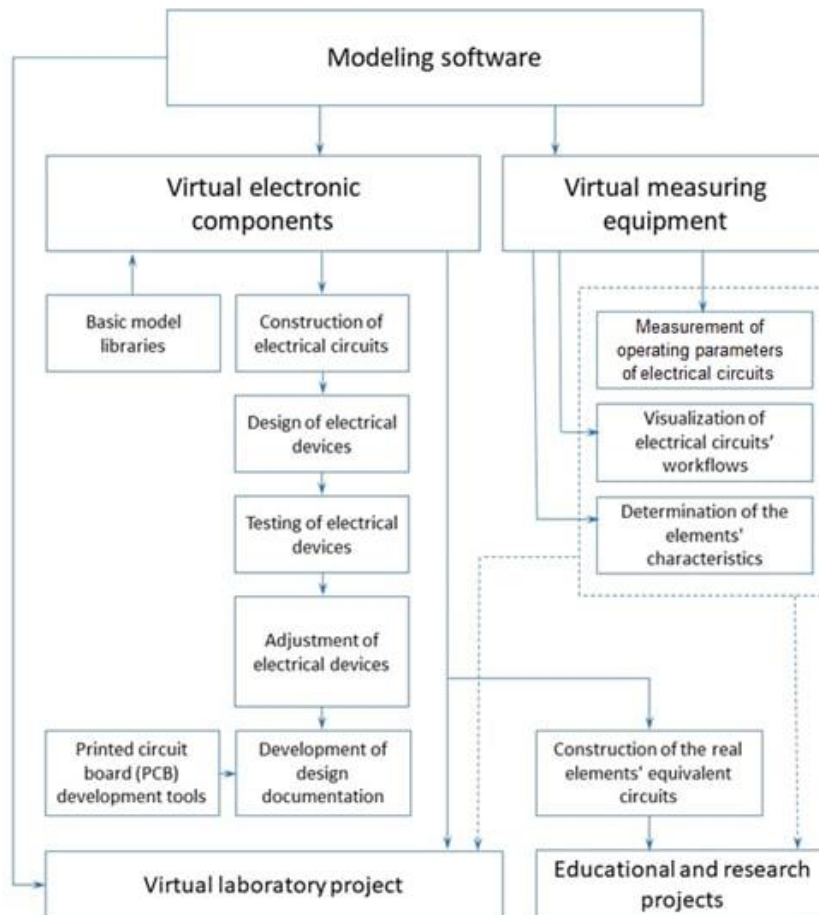 Modeling software
Virtual electronic
components
Virtual measuring
equipment
Basic model
libraries
Construction of
electrical circuits
Measurement of
operating parameters
of electrical circuits
Design of electrical
devices
Visualization of
electrical circuits'
workflows
Testing of electrical
devices
Determination of the
elements'
characteristics
Adjustment of
electrical devices
Printed circuit
board (PCB)
development tools
Development of
design
documentation
Construction of the real
elements' equivalent
circuits
Virtual laboratory project
Educational and research
projects